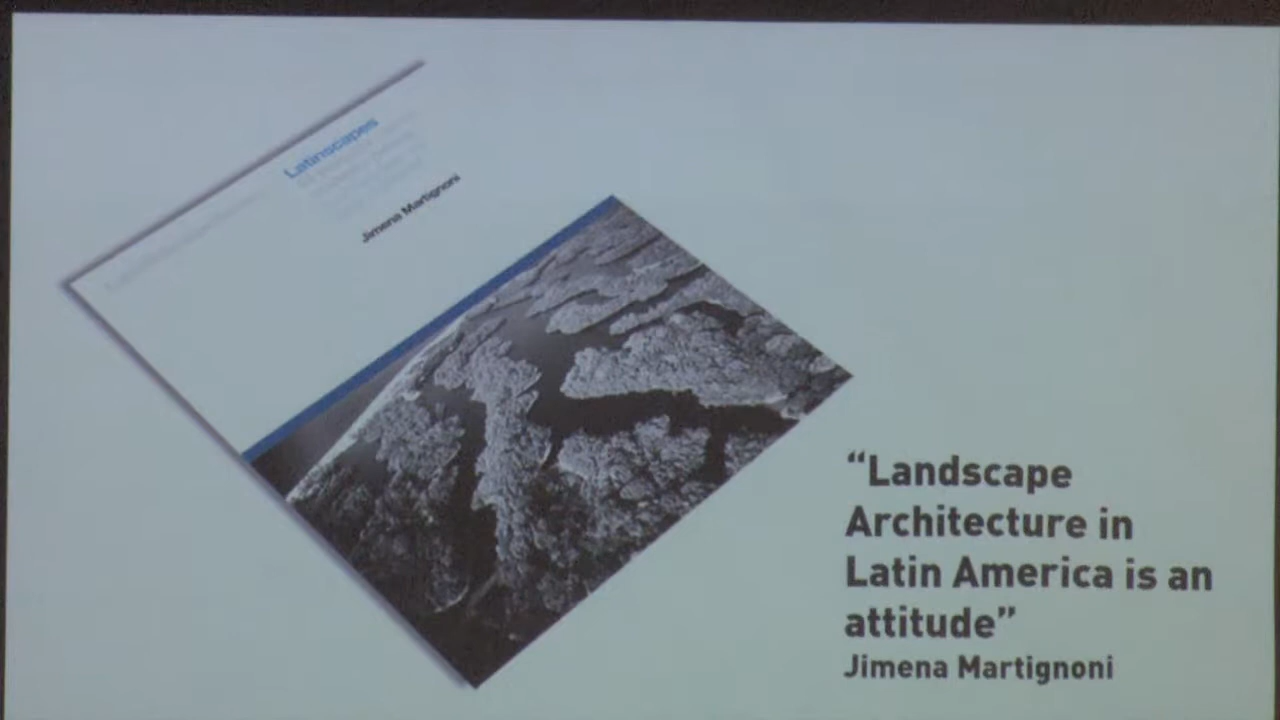 Latinscapes
Jimena Martignoni
“Landscape
Architecture in
Latin America is an
attitude”
Jimena Martignoni